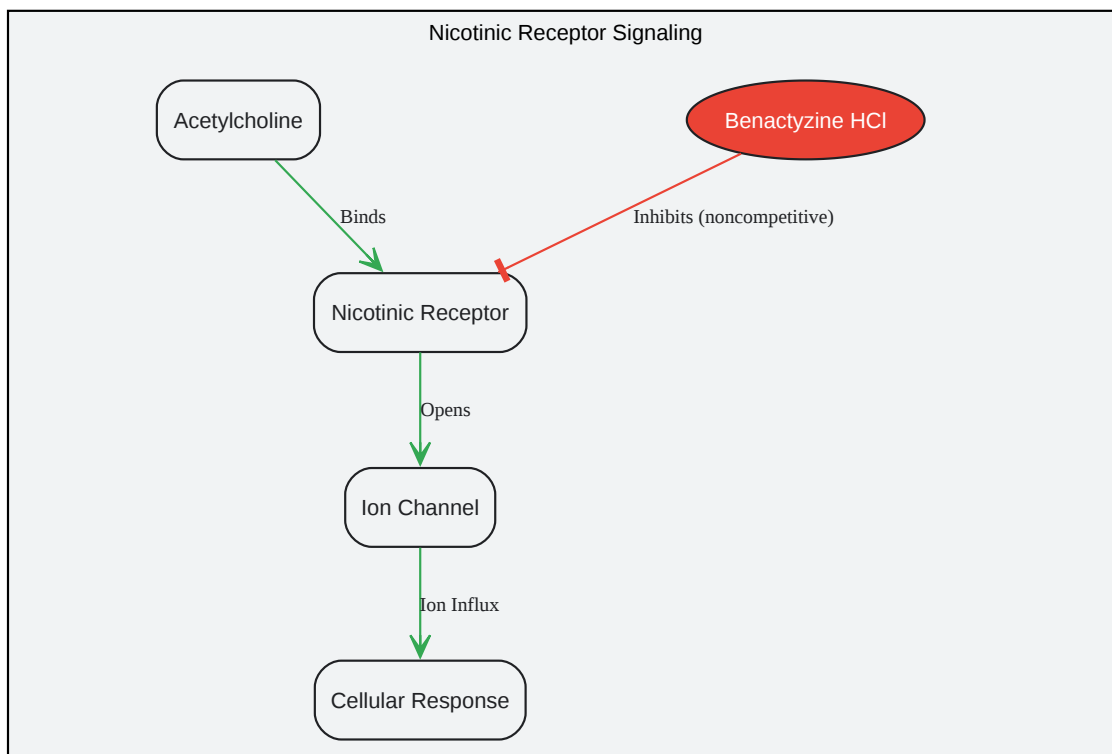 Nicotinic Receptor Signaling
Acetylcholine
Benactyzine HCl
Binds
Inhibits (noncompetitive)
Nicotinic Receptor
Opens
Ion Channel
Ion Influx
Cellular Response